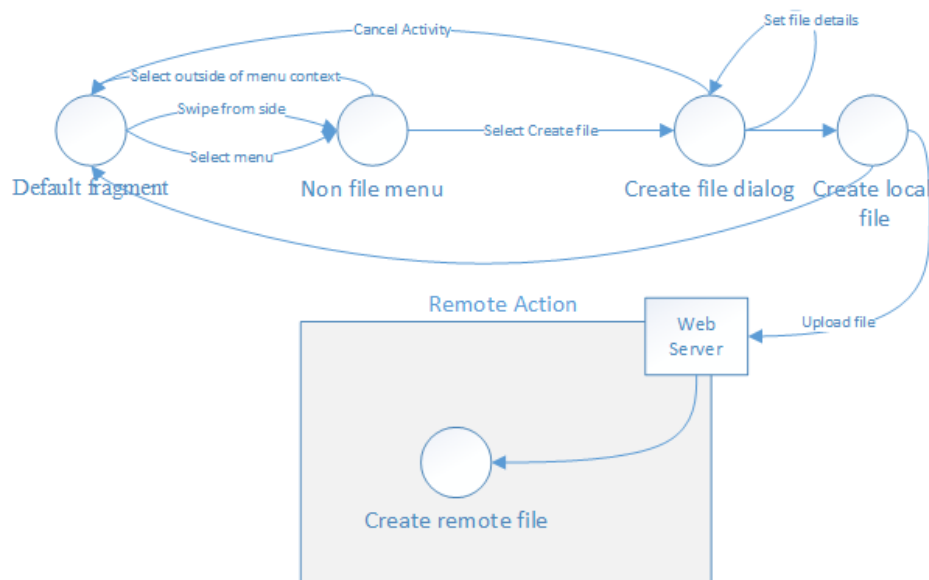 Set file details
Cancel Activity
Select outside of menu context
Swipe from side
Select Create file
Select menu
Default fragment
Non file menu
Create file dialog
Create local
file
Remote Action
Web
Server
Upload file
Create remote file